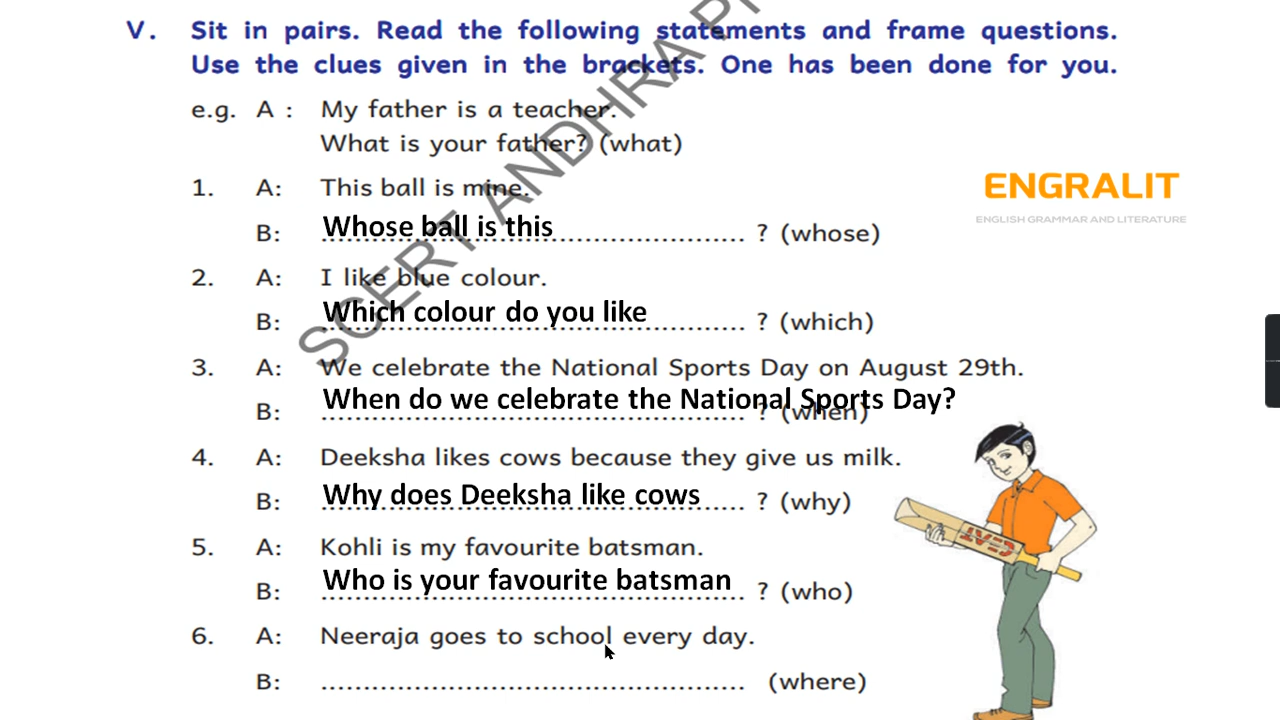 V. Sit in pairs. Read the following statements and frame questions.
Use the clues given in the brackets. One has been done for you.
e.g. A : My father is a teacher.
What is your father? (what)
1. A: This ball is mine.
B: Whose ball is this ? (whose)
2. A: I like blue colour.
B: Which colour do you like ? (which)
3. A: We celebrate the National Sports Day on August 29th.
B: When do we celebrate the National Sports Day? ? (when)
4. A: Deeksha likes cows because they give us milk.
B: Why does Deeksha like cows ? (why)
5. A: Kohli is my favourite batsman.
B: Who is your favourite batsman ? (who)
6. A: Neeraja goes to school every day.
B: .................................................. (where)
ENGRALIT
ENGLISH GRAMMAR AND LITERATURE
SCERT ANDHRA